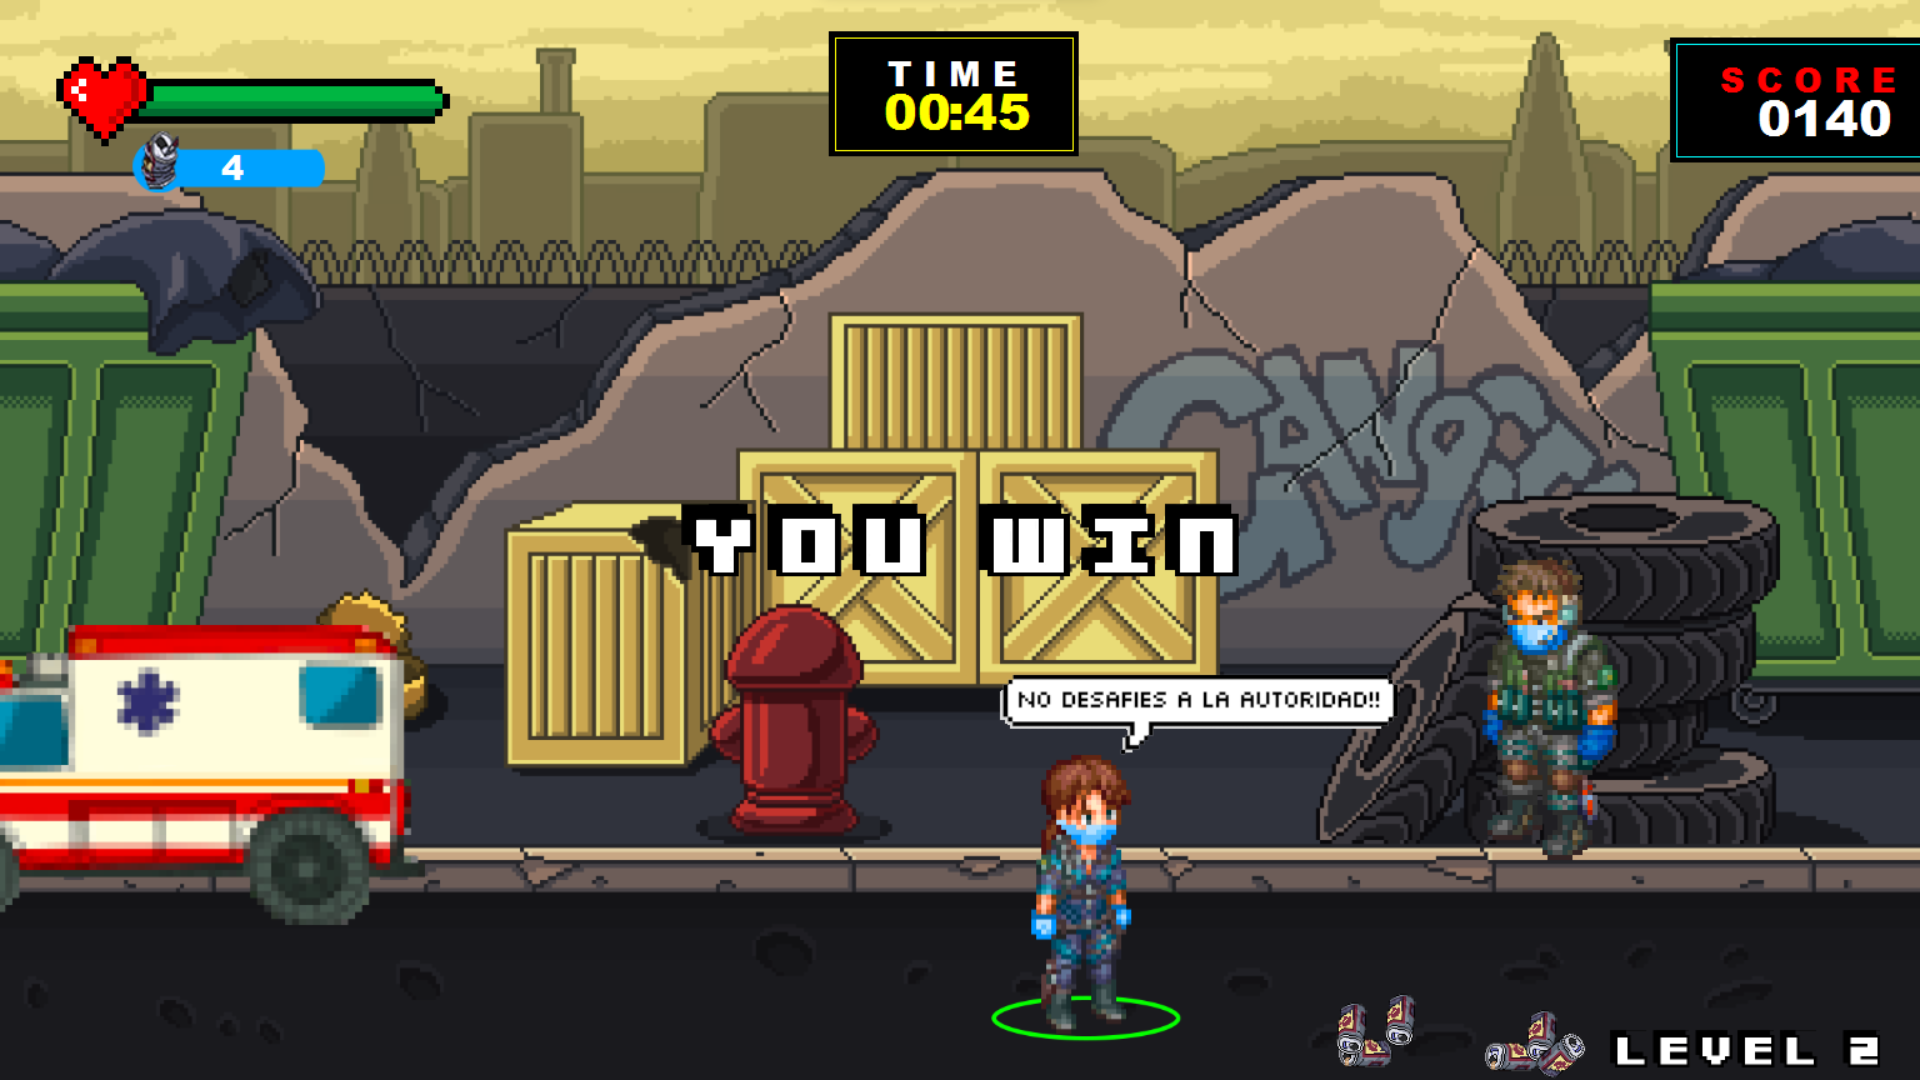 TIME
00:45
SCORE
0140
4
YOU WIN
NO DESAFIES A LA AUTORIDAD!!
LEVEL 2